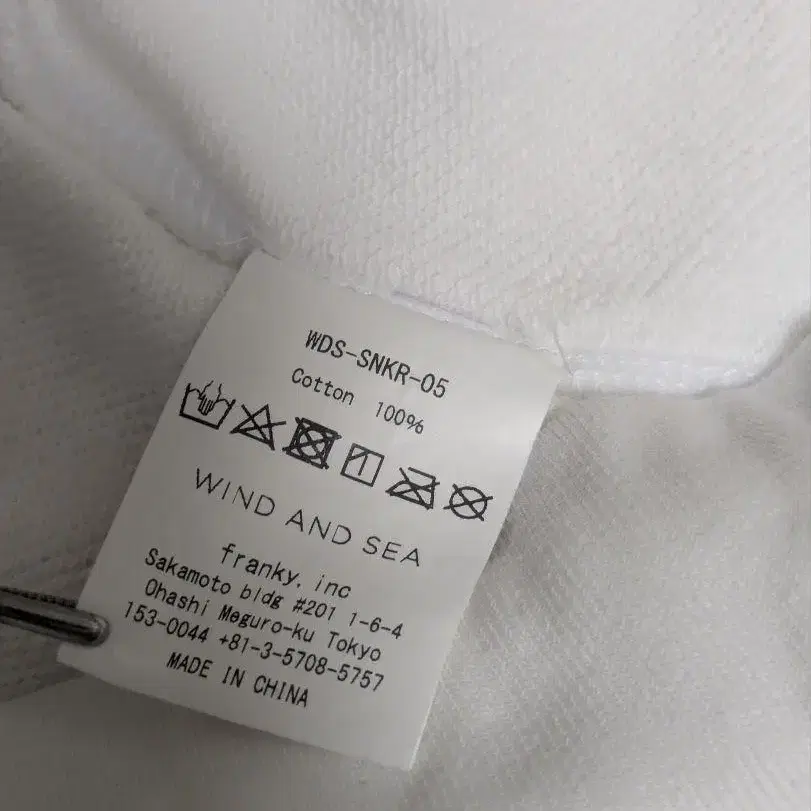 WDS-SNKR-05
Cotton 100%
WIND AND SEA
franky. inc
Sakamoto bldg #201 1-6-4
Ohashi Meguro-ku Tokyo
153-0044 +81-3-5708-5757
MADE IN CHINA